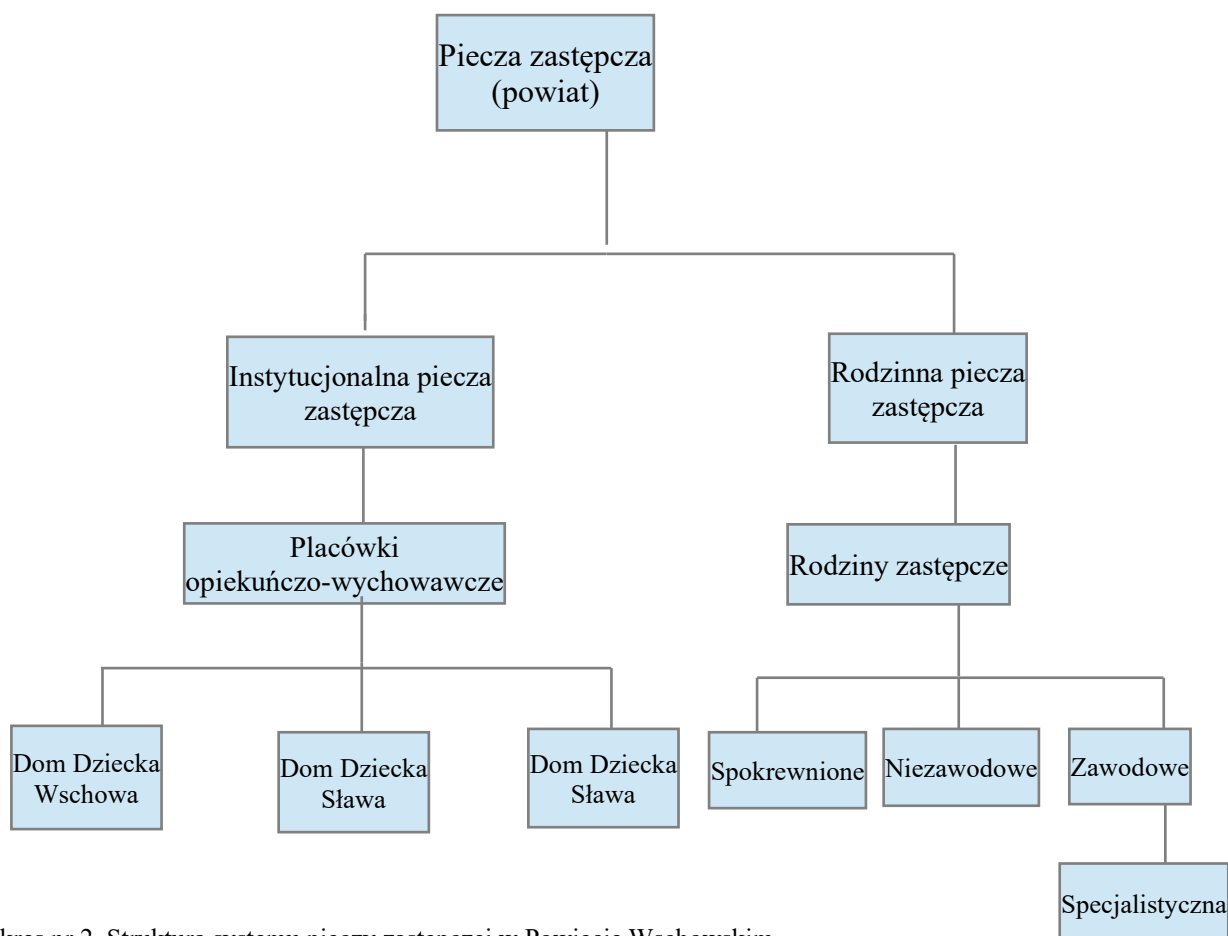 Piecza zastępcza
(powiat)
Instytucjonalna piecza
zastępcza
Rodzinna piecza
zastępcza
Placówki
opiekuńczo-wychowawcze
Rodziny zastępcze
Dom Dziecka
Wschowa
Dom Dziecka
Sława
Dom Dziecka
Sława
Spokrewnione
Niezawodowe
Zawodowe
Specjalistyczna
nr 2. Struktura systemu pieczy zastępczej w Powiecie Wschowskim